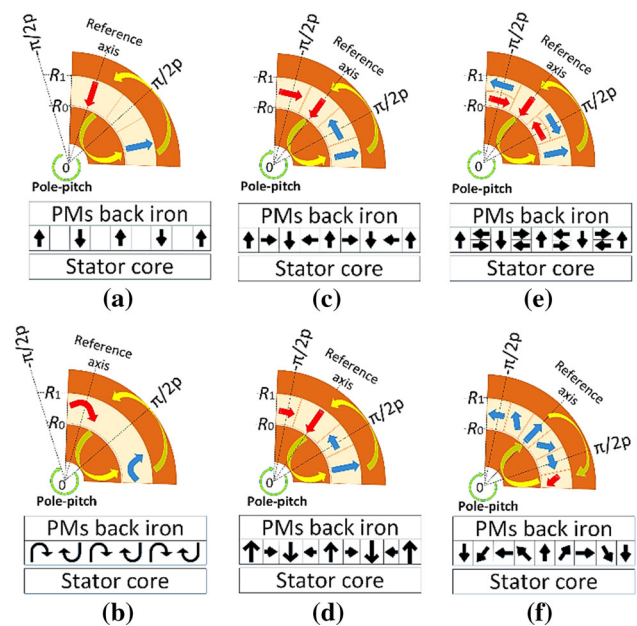 -π/2p
Reference
axis
π/2p
R1
R0
0
Pole-pitch
PMs back iron
Stator core
(a)
-π/2p
Reference
axis
π/2p
R1
R0
0
Pole-pitch
PMs back iron
Stator core
(c)
-π/2p
Reference
axis
π/2p
R1
R0
0
Pole-pitch
PMs back iron
Stator core
(e)
-π/2p
Reference
axis
π/2p
R1
R0
0
Pole-pitch
PMs back iron
Stator core
(b)
-π/2p
Reference
axis
π/2p
R1
R0
0
Pole-pitch
PMs back iron
Stator core
(d)
-π/2p
Reference
axis
π/2p
R1
R0
0
Pole-pitch
PMs back iron
Stator core
(f)